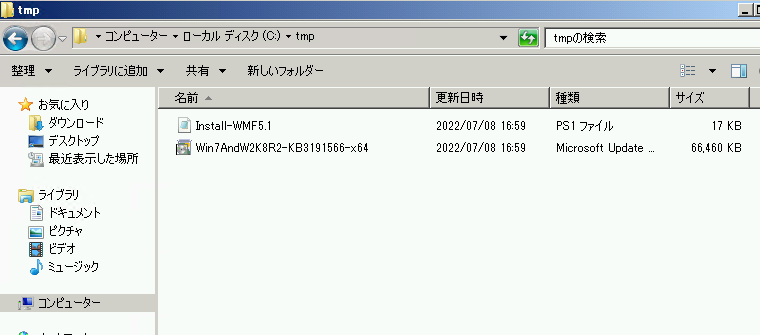 tmp
コンピューター ローカル ディスク (C:) tmp
tmpの検索
整理 ライブラリに追加 共有 新しいフォルダー
名前 更新日時 種類 サイズ
お気に入り
ダウンロード
デスクトップ
最近表示した場所
Install-WMF5.1 2022/07/08 16:59 PS1 ファイル 17 KB
Win7AndW2K8R2-KB3191566-x64 2022/07/08 16:59 Microsoft Update ... 66,460 KB
ライブラリ
ドキュメント
ピクチャ
ビデオ
ミュージック
コンピューター